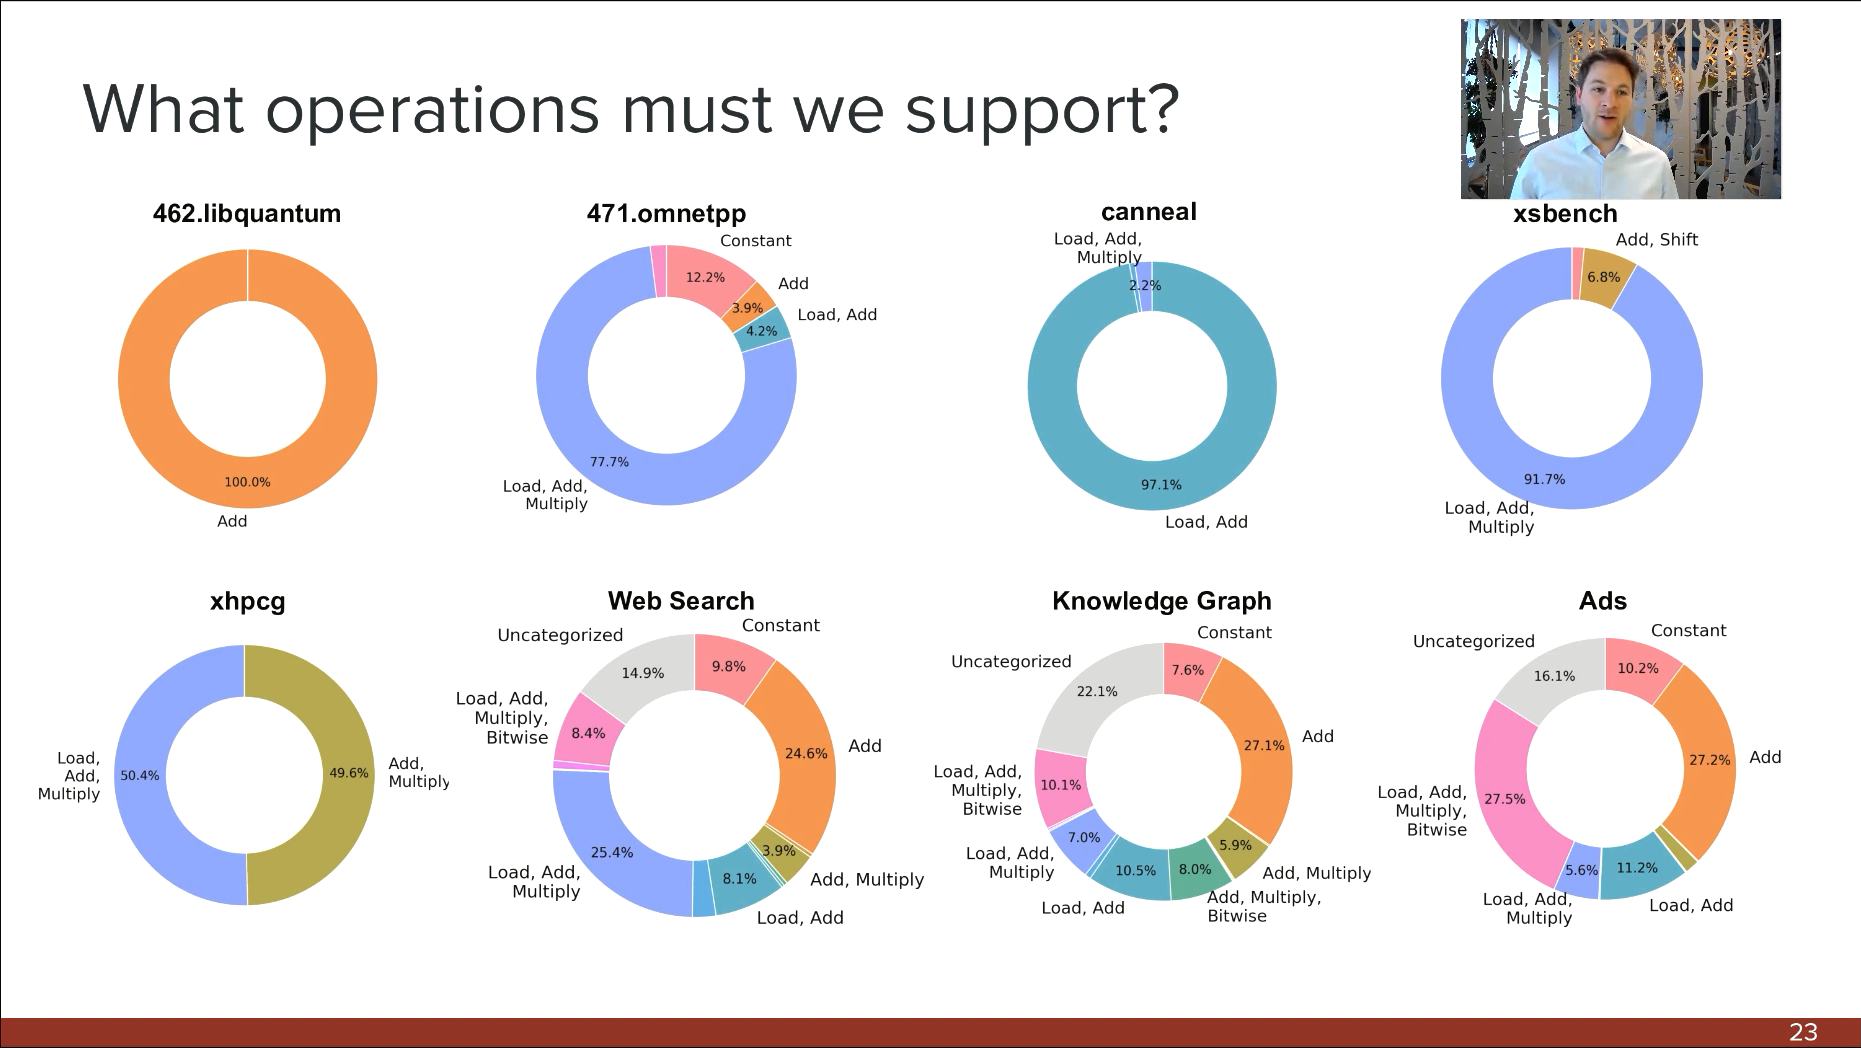 What operations must we support?
462.libquantum
100.0%
Add
471.omnetpp
Constant
12.2%
Add
3.9%
Load, Add
4.2%
77.7%
Load, Add,
Multiply
canneal
Load, Add,
Multiply
2.2%
97.1%
Load, Add
xsbench
Add, Shift
6.8%
91.7%
Load, Add,
Multiply
xhpcg
Load,
Add,
Multiply
50.4%
49.6%
Add,
Multiply
Web Search
Constant
Uncategorized
9.8%
14.9%
Load, Add,
Multiply,
Bitwise
8.4%
24.6%
Add
25.4%
3.9%
Add, Multiply
8.1%
Load, Add,
Multiply
Load, Add
Knowledge Graph
Constant
Uncategorized
7.6%
22.1%
27.1%
Add
Load, Add,
Multiply,
Bitwise
10.1%
7.0%
5.9%
Load, Add,
Multiply
10.5%
8.0%
Add, Multiply
Load, Add
Add, Multiply,
Bitwise
Ads
Constant
Uncategorized
10.2%
16.1%
27.2%
Add
Load, Add,
Multiply,
Bitwise
27.5%
5.6%
11.2%
Load, Add,
Multiply
Load, Add
23